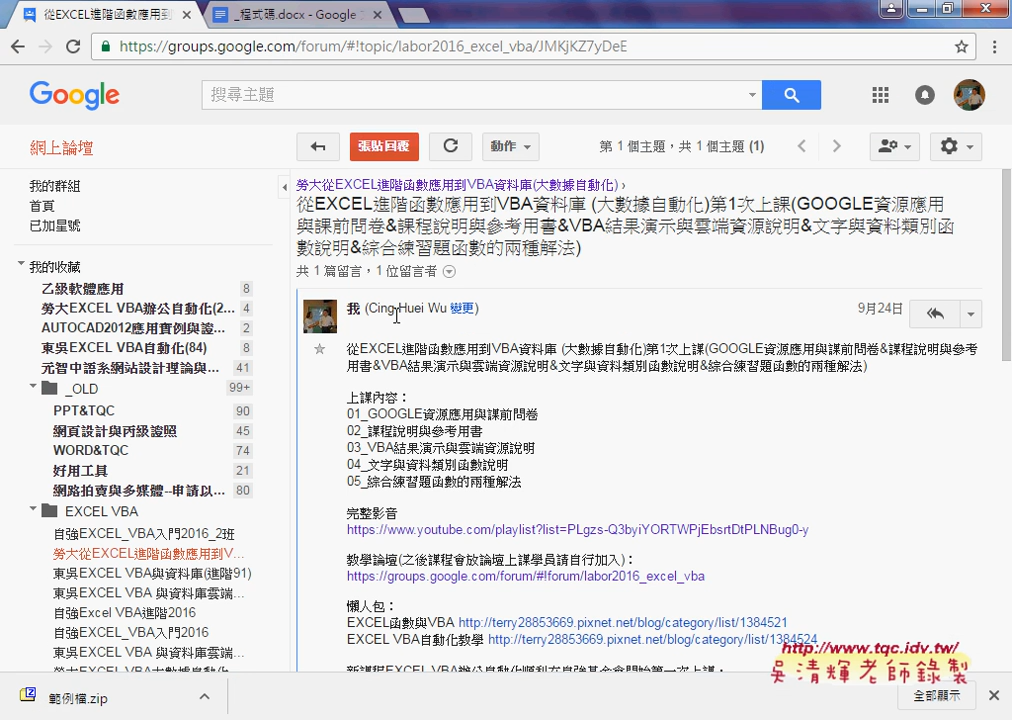 從EXCEL進階函數應用到
_程式碼.docx - Google
https://groups.google.com/forum/#!topic/labor2016_excel_vba/JMKjKZ7yDeE
Google
搜尋主題
網上論壇
張貼回覆
動作
第 1 個主題，共 1 個主題 (1)
我的群組
首頁
已加星號
我的收藏
乙級軟體應用 8
勞大EXCEL VBA辦公自動化(2... 4
AUTOCAD2012應用實例與證... 2
東吳EXCEL VBA自動化(84) 8
元智中語系網站設計理論與... 41
_OLD 99+
PPT&TQC 90
網頁設計與丙級證照 45
WORD&TQC 74
好用工具 21
網路拍賣與多媒體--申請以... 80
EXCEL VBA
自強EXCEL_VBA入門2016_2班
勞大從EXCEL進階函數應用到V...
東吳EXCEL VBA與資料庫(進階91)
東吳EXCEL VBA 與資料庫雲端...
自強Excel VBA進階2016
自強EXCEL_VBA入門2016
東吳EXCEL VBA與資料庫雲端...
勞大從EXCEL進階函數應用到VBA資料庫(大數據自動化) ›
從EXCEL進階函數應用到VBA資料庫 (大數據自動化)第1次上課(GOOGLE資源應用
與課前問卷&課程說明與參考用書&VBA結果演示與雲端資源說明&文字與資料類別函
數說明&綜合練習題函數的兩種解法)
共 1 篇留言，1 位留言者
我 (Cing-Huei Wu 變更)
9月24日
從EXCEL進階函數應用到VBA資料庫 (大數據自動化)第1次上課(GOOGLE資源應用與課前問卷&課程說明與參考
用書&VBA結果演示與雲端資源說明&文字與資料類別函數說明&綜合練習題函數的兩種解法)
上課內容：
01_GOOGLE資源應用與課前問卷
02_課程說明與參考用書
03_VBA結果演示與雲端資源說明
04_文字與資料類別函數說明
05_綜合練習題函數的兩種解法
完整影音
https://www.youtube.com/playlist?list=PLgzs-Q3byiYORTWPjEbsrtDtPLNBug0-y
教學論壇(之後課程會放論壇上課學員請自行加入)：
https://groups.google.com/forum/#!forum/labor2016_excel_vba
懶人包：
EXCEL函數與VBA http://terry28853669.pixnet.net/blog/category/list/1384521
EXCEL VBA自動化教學 http://terry28853669.pixnet.net/blog/category/list/1384524
http://www.tqc.idv.tw/
吳清輝老師錄製
範例檔.zip
全部顯示